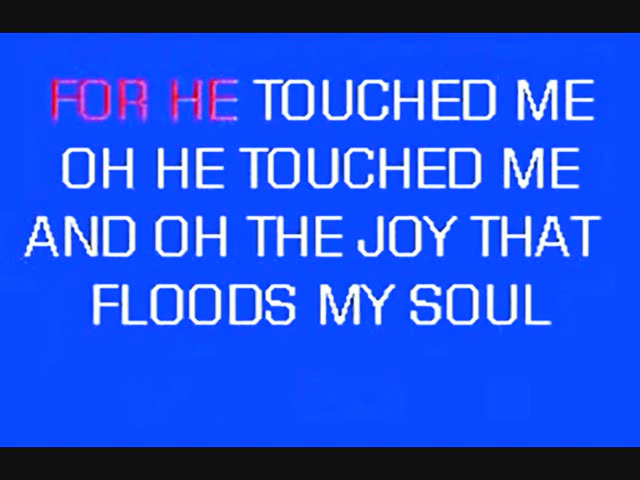 FOR HE TOUCHED ME
OH HE TOUCHED ME
AND OH THE JOY THAT
FLOODS MY SOUL